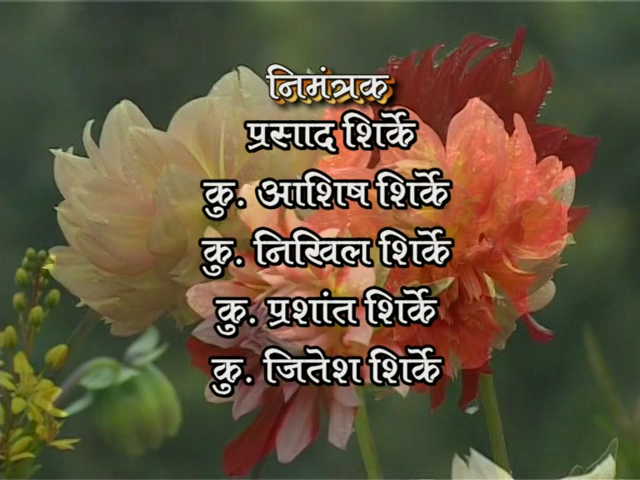 निमंत्रक
प्रसाद शिर्के
कु. आशिष शिर्के
कु. निखिल शिर्के
कु. प्रशांत शिर्के
कु. जितेश शिर्के